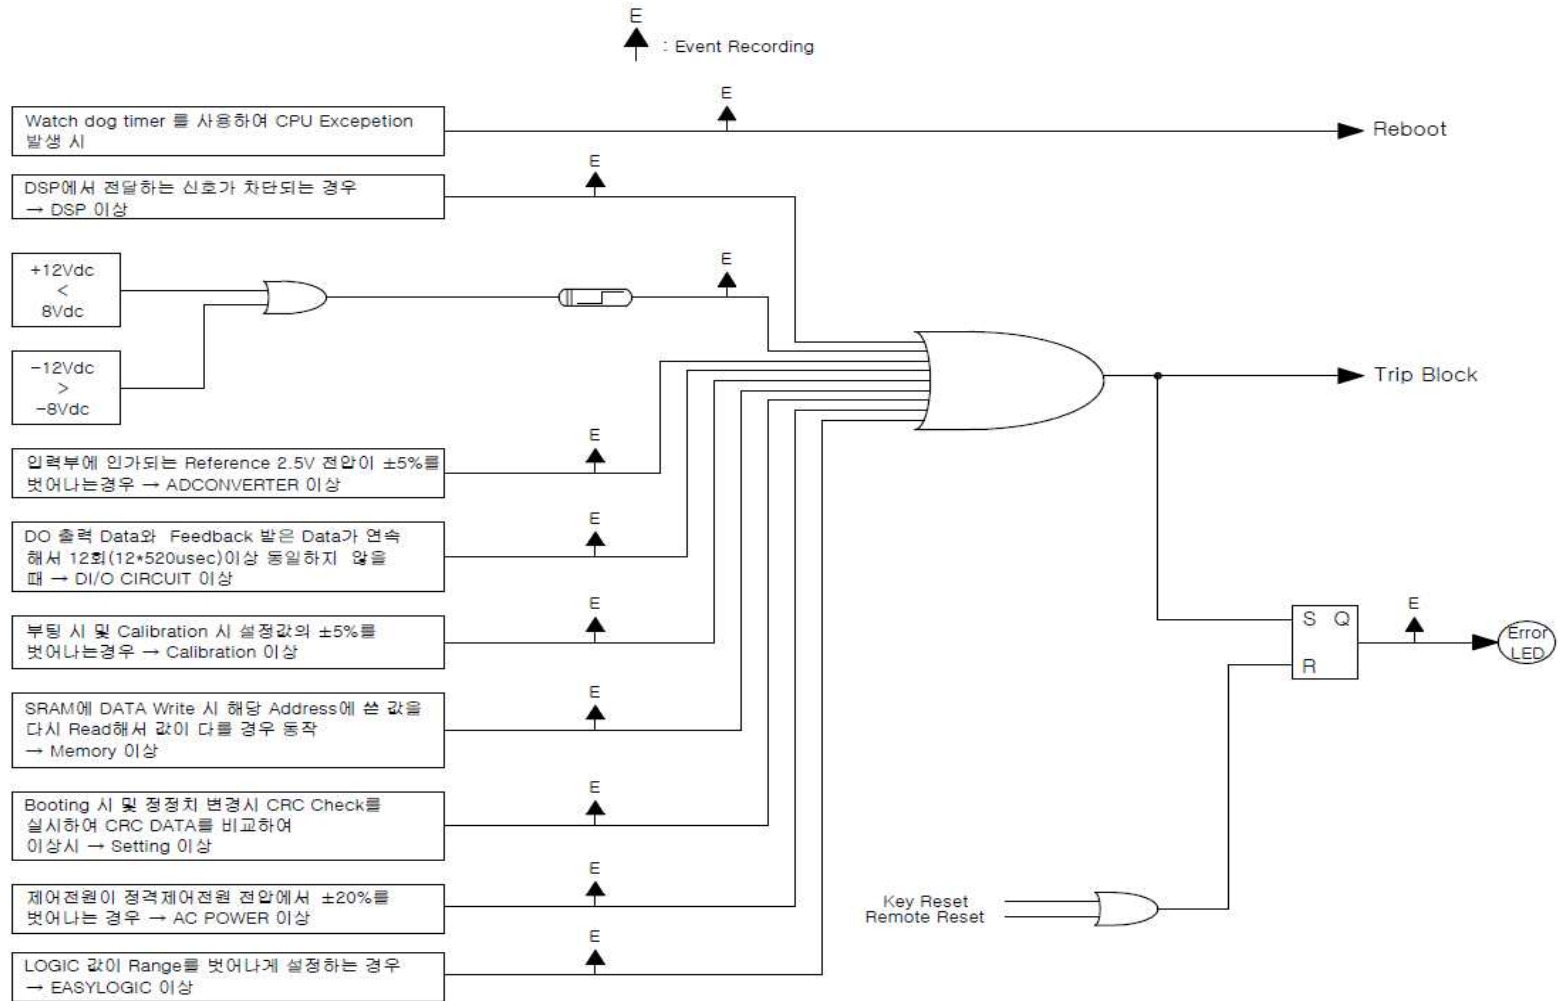 E
: Event Recording
Watch dog timer 를 사용하여 CPU Excepetion
발생 시
E
Reboot
DSP에서 전달하는 신호가 차단되는 경우
→ DSP 이상
E
+12Vdc
<
8Vdc
E
-12Vdc
>
-8Vdc
Trip Block
입력부에 인가되는 Reference 2.5V 전압이 ±5%를
벗어나는경우 → ADCONVERTER 이상
E
DO 출력 Data와 Feedback 받은 Data가 연속
해서 12회(12*520usec)이상 동일하지 않을
때 → DI/O CIRCUIT 이상
E
부팅 시 및 Calibration 시 설정값의 ±5%를
벗어나는경우 → Calibration 이상
E
S Q
R
E
Error
LED
SRAM에 DATA Write 시 해당 Address에 쓴 값을
다시 Read해서 값이 다를 경우 동작
→ Memory 이상
E
Booting 시 및 정정치 변경시 CRC Check를
실시하여 CRC DATA를 비교하여
이상시 → Setting 이상
E
제어전원이 정격제어전원 전압에서 ±20%를
벗어나는 경우 → AC POWER 이상
E
Key Reset
Remote Reset
LOGIC 값이 Range를 벗어나게 설정하는 경우
→ EASYLOGIC 이상
E